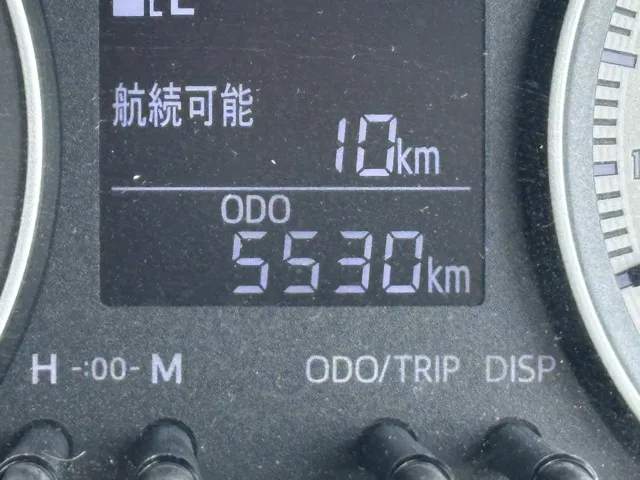 航続可能
10km
ODO
5530km
H -:00- M ODO/TRIP DISP